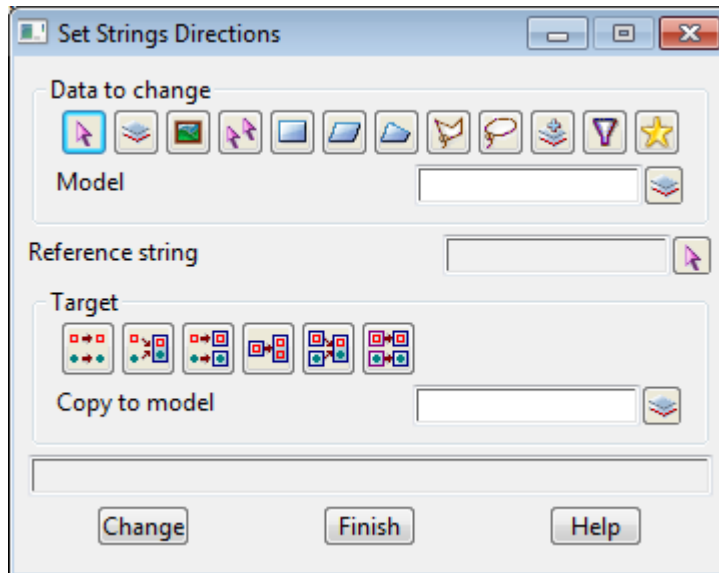 Set Strings Directions
Data to change
Model
Reference string
Target
Copy to model
Change Finish Help